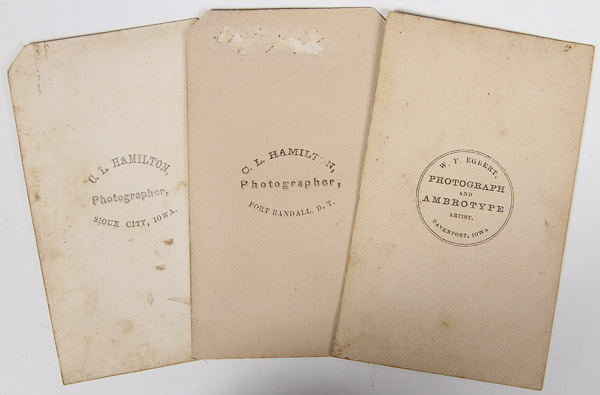 C. L. HAMILTON,
Photographer,
SIOUX CITY, IOWA.
C. L. HAMILTON,
Photographer,
FORT RANDALL, D. T.
W. P. EGBERT,
PHOTOGRAPH
AND
AMBROTYPE
ARTIST,
DAVENPORT, IOWA